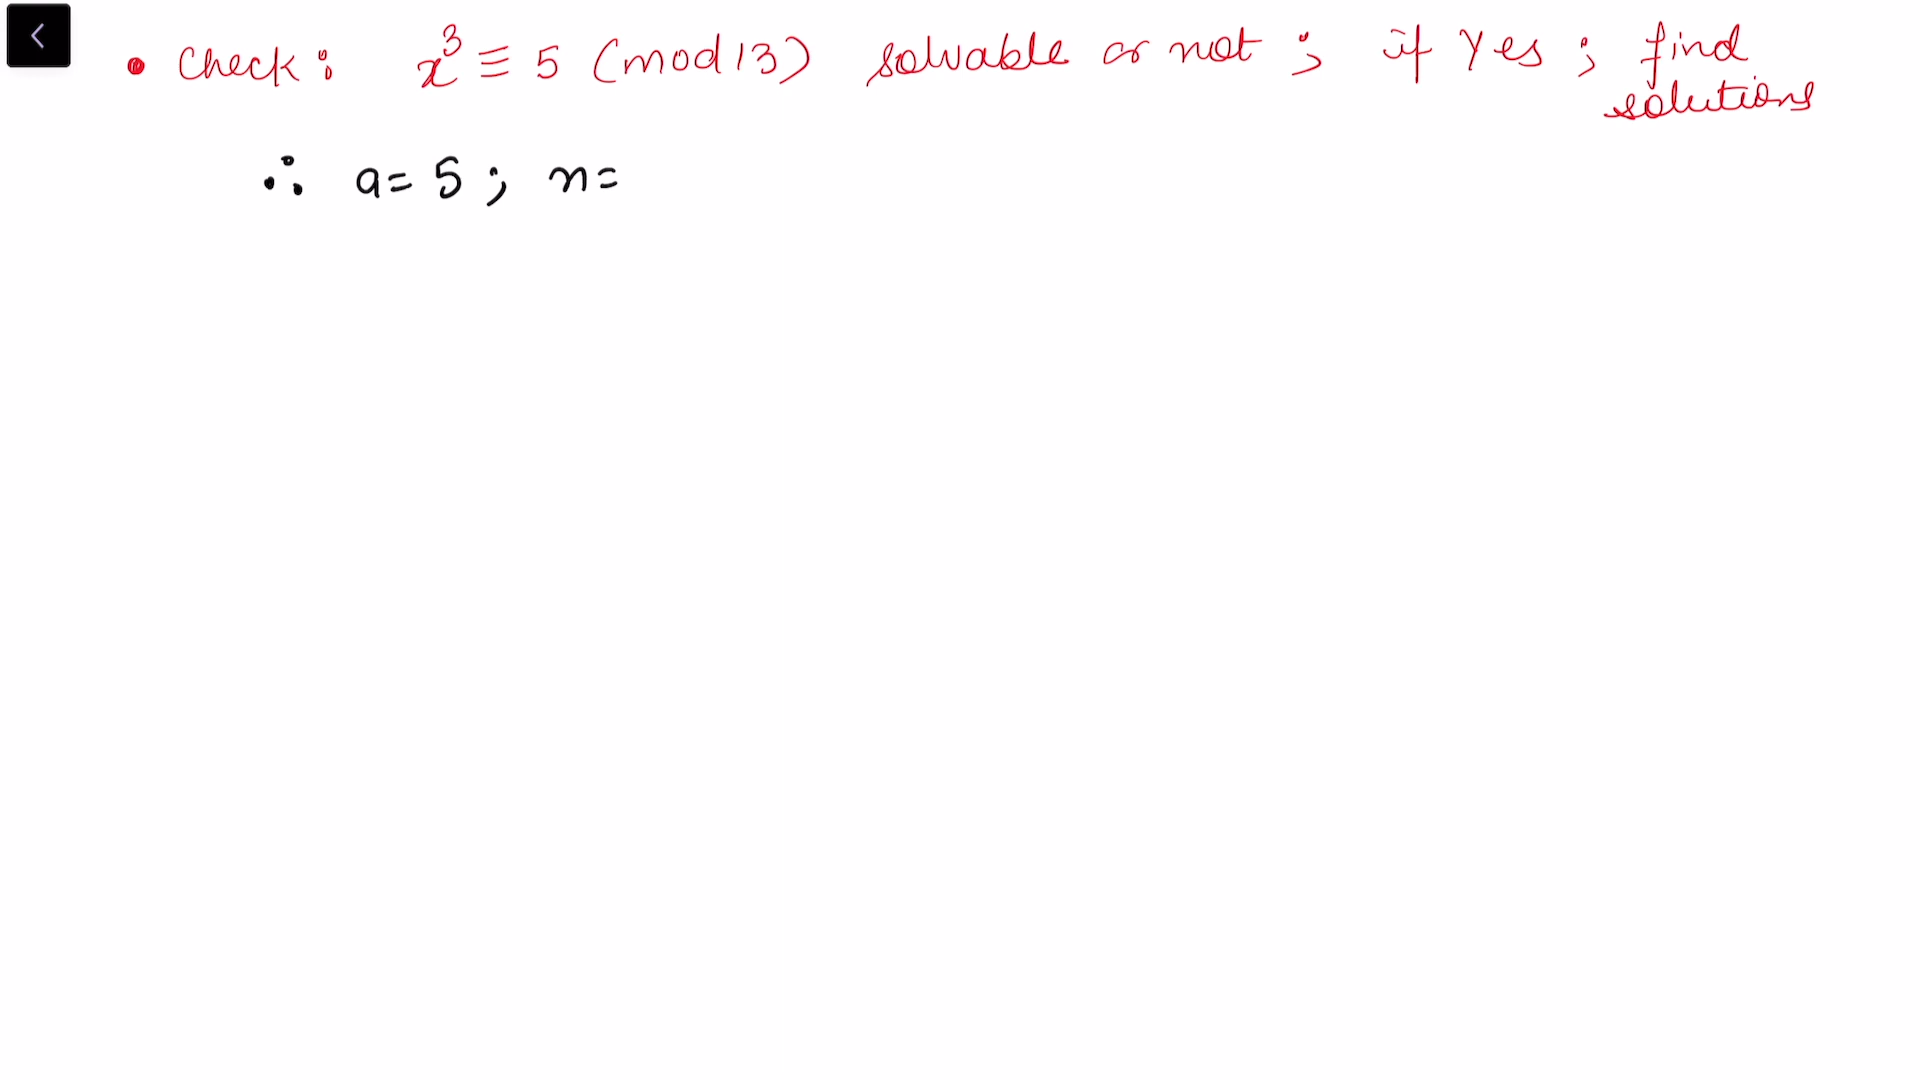 • Check: x³ ≡ 5 (mod 13) solvable or not ; if Yes ; find
solutions
∴ a = 5 ; n =